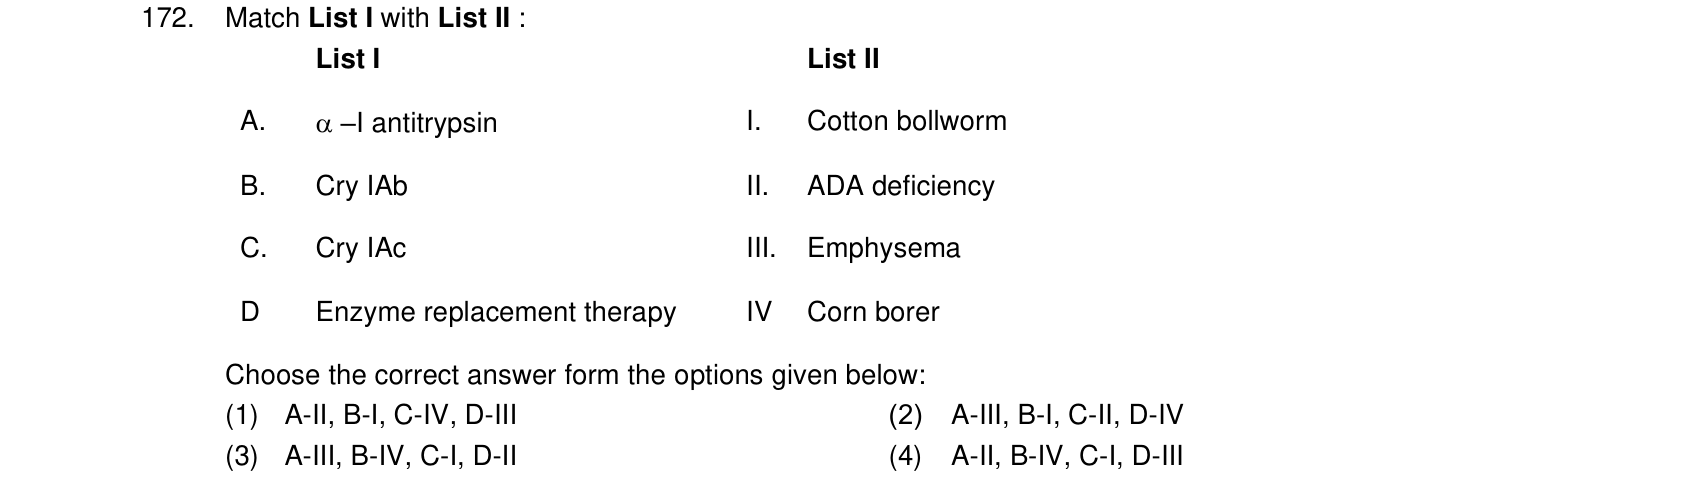 172. Match List I with List II :
List I List II
A. α –I antitrypsin I. Cotton bollworm
B. Cry IAb II. ADA deficiency
C. Cry IAc III. Emphysema
D Enzyme replacement therapy IV Corn borer
Choose the correct answer form the options given below:
(1) A-II, B-I, C-IV, D-III (2) A-III, B-I, C-II, D-IV
(3) A-III, B-IV, C-I, D-II (4) A-II, B-IV, C-I, D-III